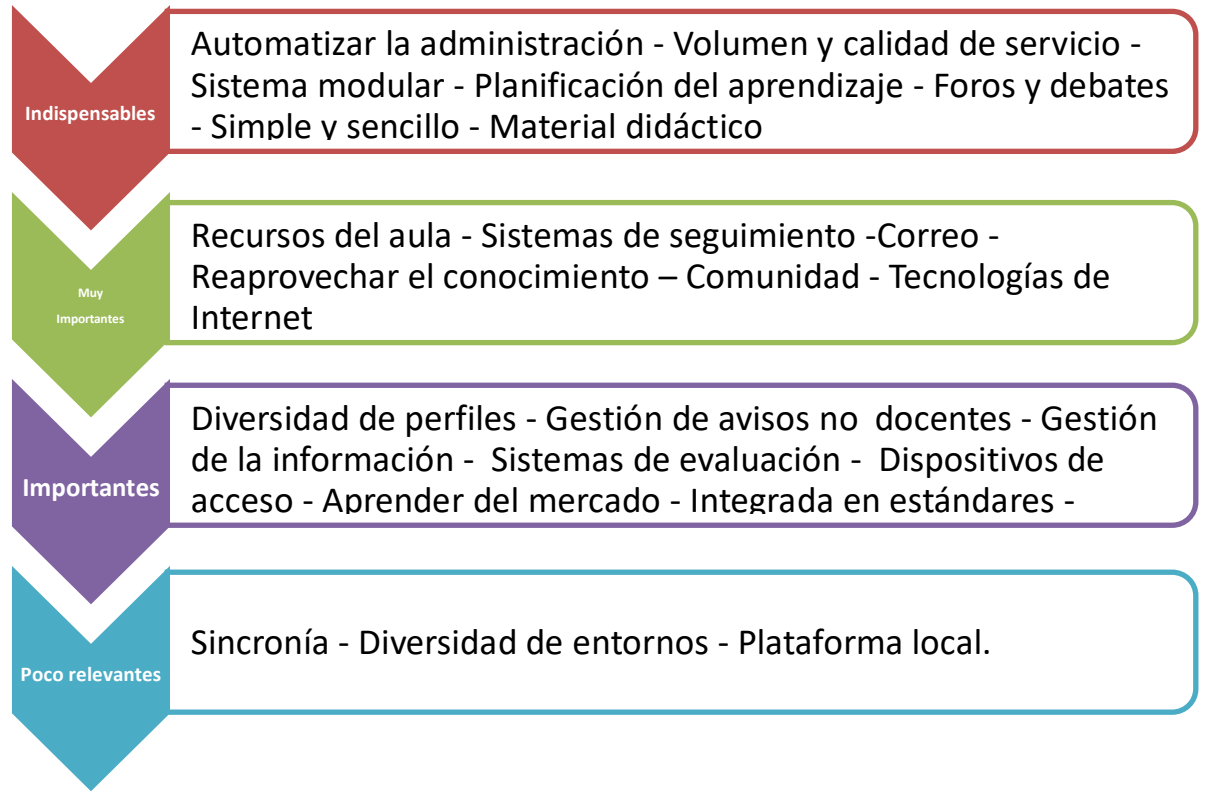 Indispensables
Automatizar la administración - Volumen y calidad de servicio -
Sistema modular - Planificación del aprendizaje - Foros y debates
- Simple y sencillo - Material didáctico
Muy
Importantes
Recursos del aula - Sistemas de seguimiento -Correo -
Reaprovechar el conocimiento – Comunidad - Tecnologías de
Internet
Importantes
Diversidad de perfiles - Gestión de avisos no  docentes - Gestión
de la información -  Sistemas de evaluación -  Dispositivos de
acceso - Aprender del mercado - Integrada en estándares -
Poco relevantes
Sincronía - Diversidad de entornos - Plataforma local.